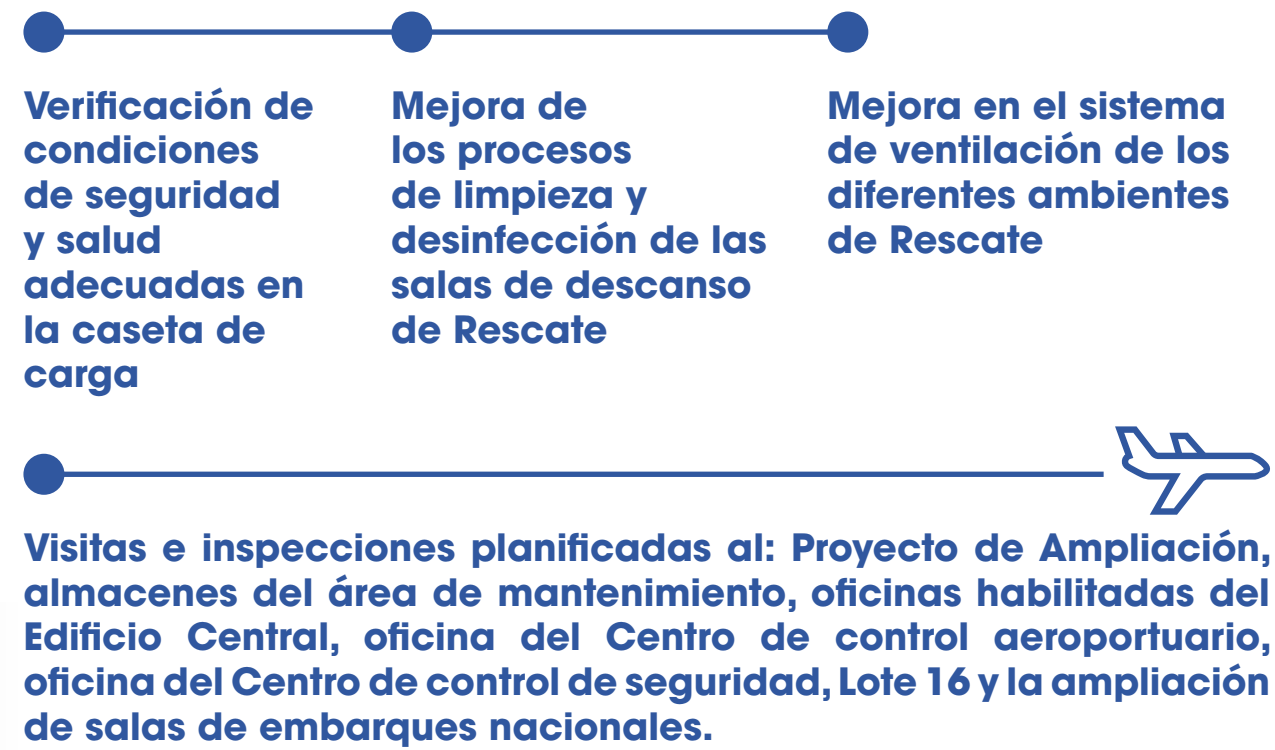 Verificación de
condiciones
de seguridad
y salud
adecuadas en
la caseta de
carga
Mejora de
los procesos
de limpieza y
desinfección de las
salas de descanso
de Rescate
Mejora en el sistema
de ventilación de los
diferentes ambientes
de Rescate
Visitas e inspecciones planificadas al: Proyecto de Ampliación,
almacenes del área de mantenimiento, oficinas habilitadas del
Edificio Central, oficina del Centro de control aeroportuario,
oficina del Centro de control de seguridad, Lote 16 y la ampliación
de salas de embarques nacionales.